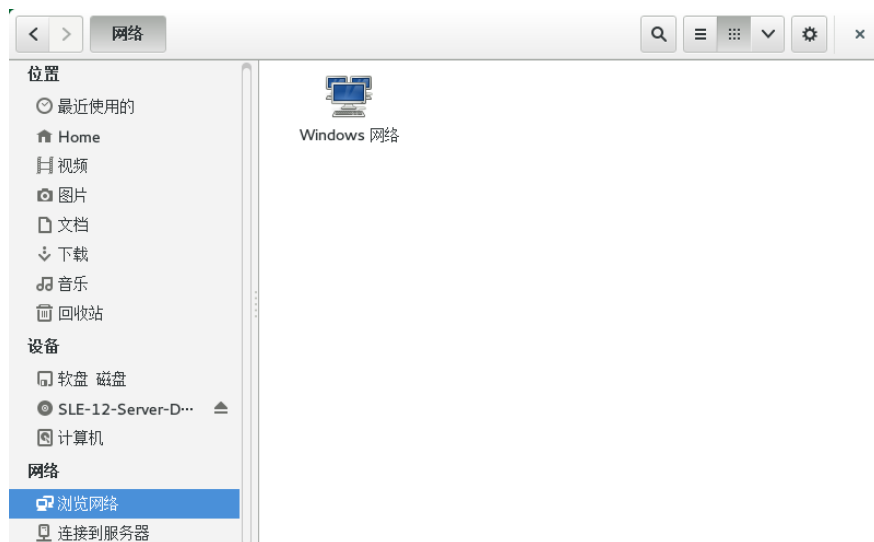 网络
位置
最近使用的
Home
视频
图片
文档
下载
音乐
回收站
设备
软盘 磁盘
SLE-12-Server-D…
计算机
网络
浏览网络
连接到服务器
Windows 网络